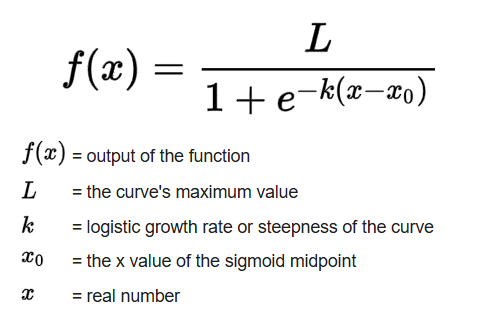 f(x) = L / (1 + e^{-k(x-x₀)})
f(x) = output of the function
L = the curve's maximum value
k = logistic growth rate or steepness of the curve
x₀ = the x value of the sigmoid midpoint
x = real number